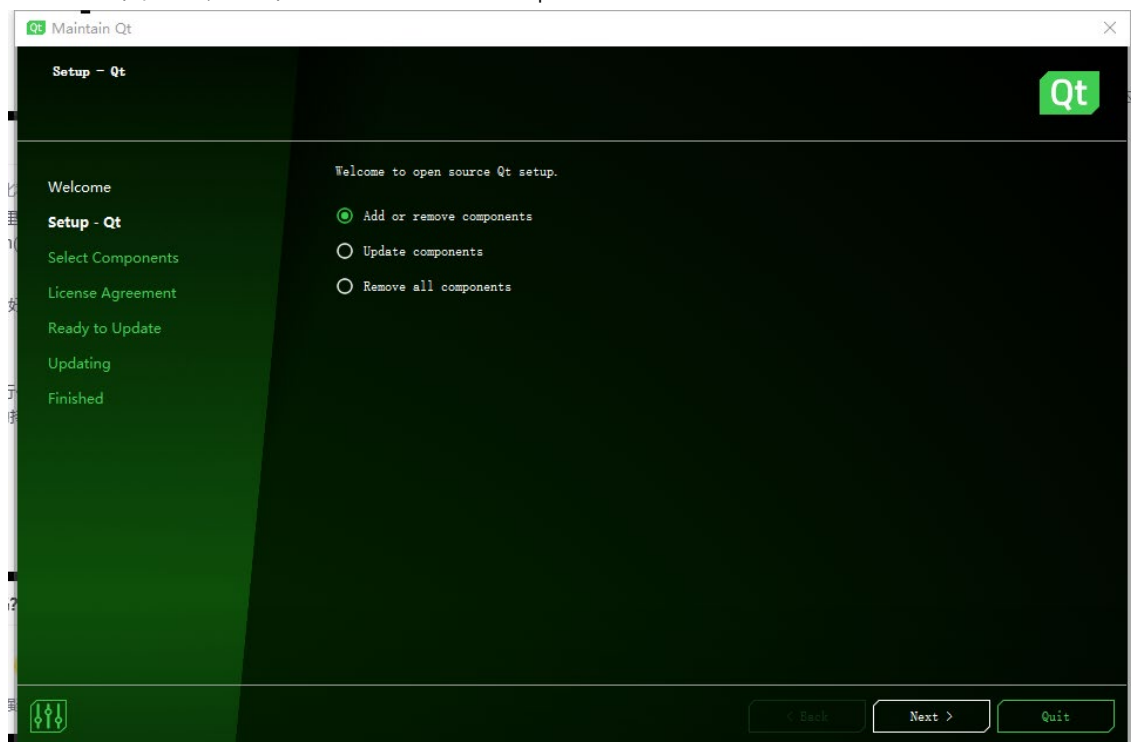 Qt Maintain Qt
Setup - Qt
Qt
Welcome
Setup - Qt
Select Components
License Agreement
Ready to Update
Updating
Finished
Welcome to open source Qt setup.
Add or remove components
Update components
Remove all components
< Back
Next >
Quit